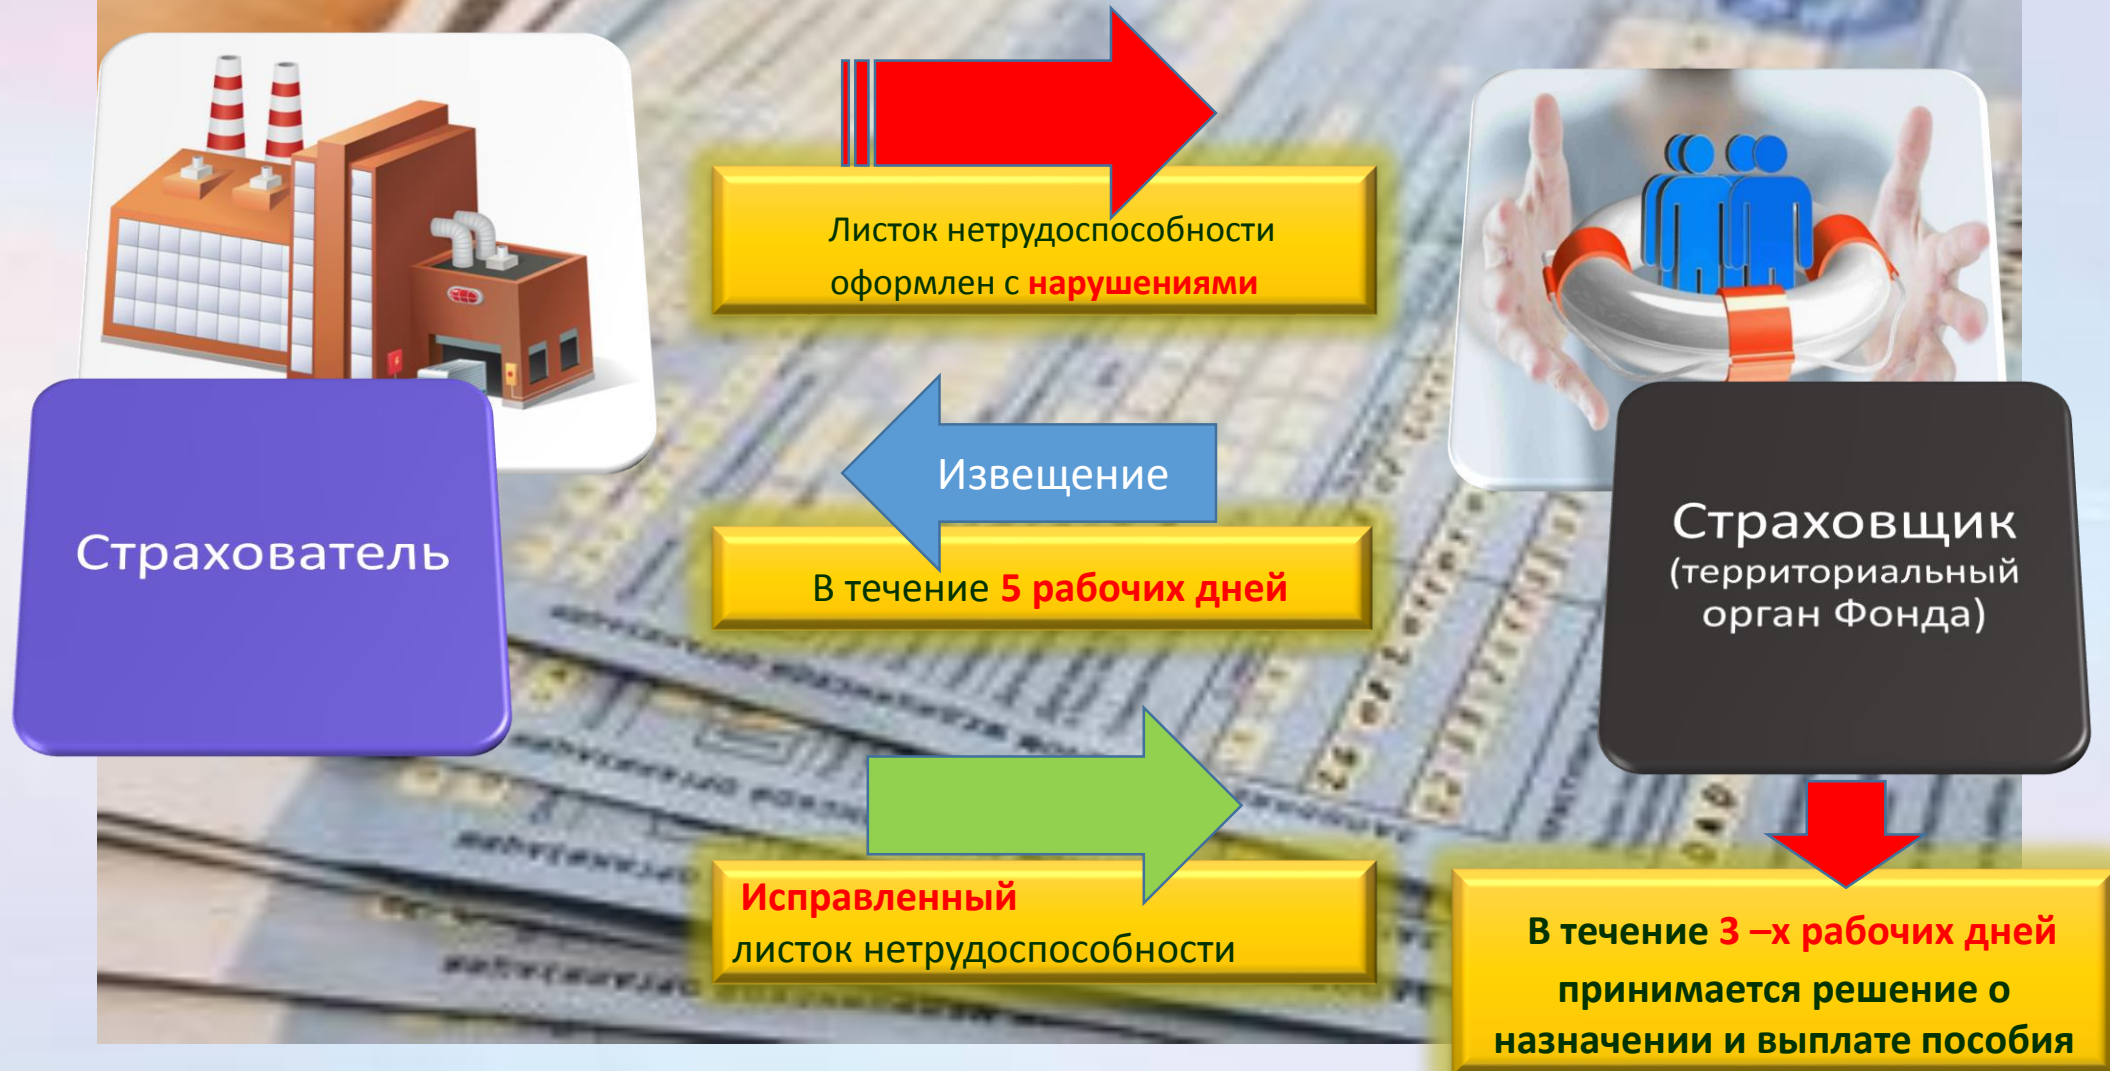 Листок нетрудоспособности
оформлен с нарушениями
Извещение
В течение 5 рабочих дней
Страхователь
Страховщик
(территориальный
орган Фонда)
Исправленный
листок нетрудоспособности
В течение 3 –х рабочих дней
принимается решение о
назначении и выплате пособия